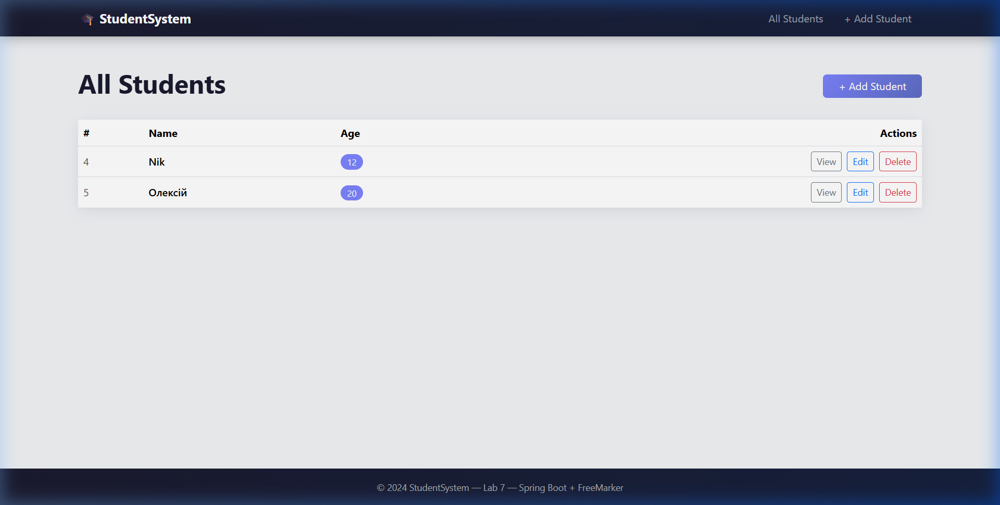 StudentSystem All Students + Add Student
All Students + Add Student
# Name Age Actions
4 Nik 12 View Edit Delete
5 Олексій 20 View Edit Delete
© 2024 StudentSystem — Lab 7 — Spring Boot + FreeMarker